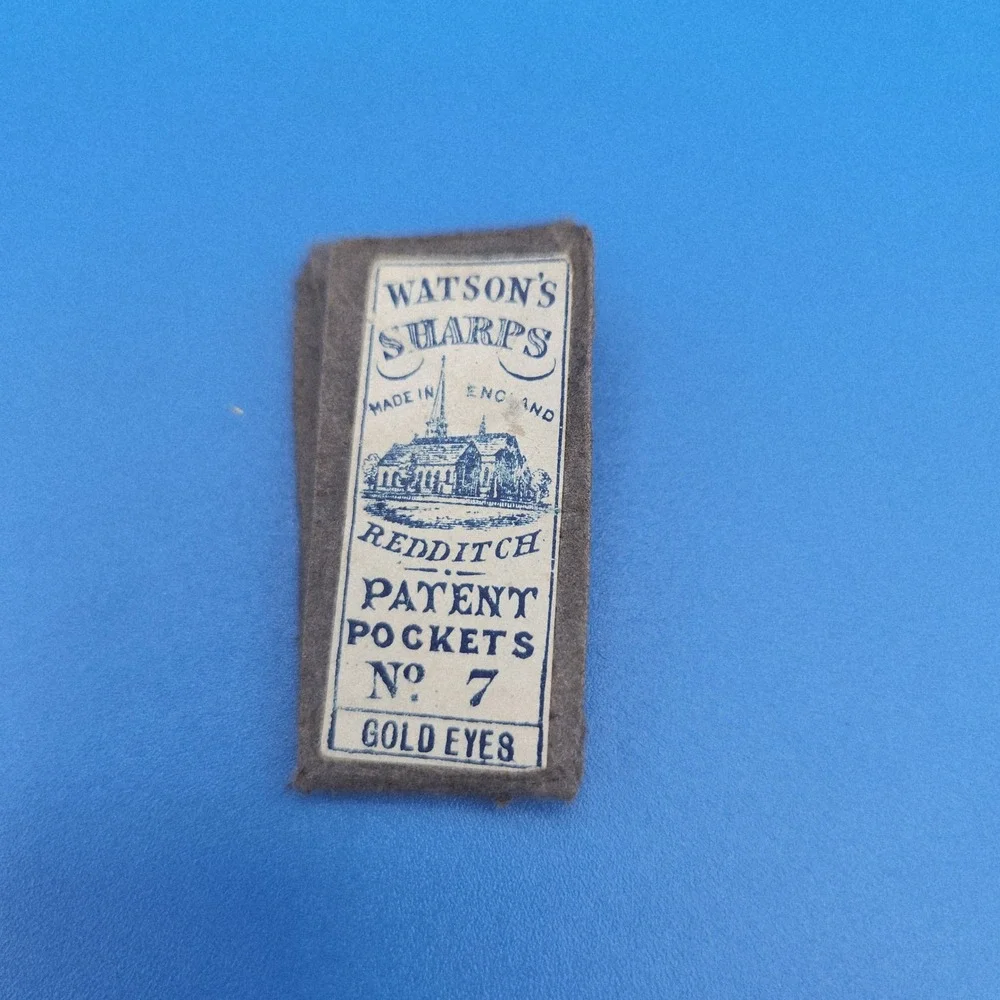 WATSON'S
SHARPS
MADE IN ENGLAND
REDDITCH
PATENT
POCKETS
Nº 7
GOLD EYES